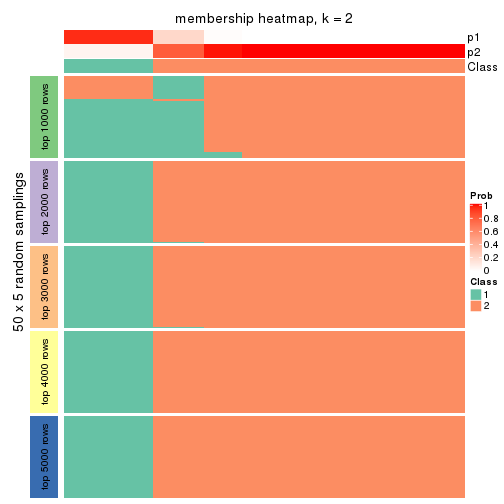 membership heatmap, k = 2
p1
p2
Class
50 x 5 random samplings
top 1000 rows
top 2000 rows
top 3000 rows
top 4000 rows
top 5000 rows
Prob
1
0.8
0.6
0.4
0.2
0
Class
1
2